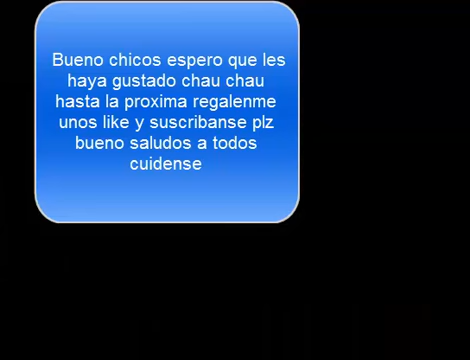 Bueno chicos espero que les
haya gustado chau chau
hasta la proxima regalenme
unos like y suscribanse plz
bueno saludos a todos
cuidense